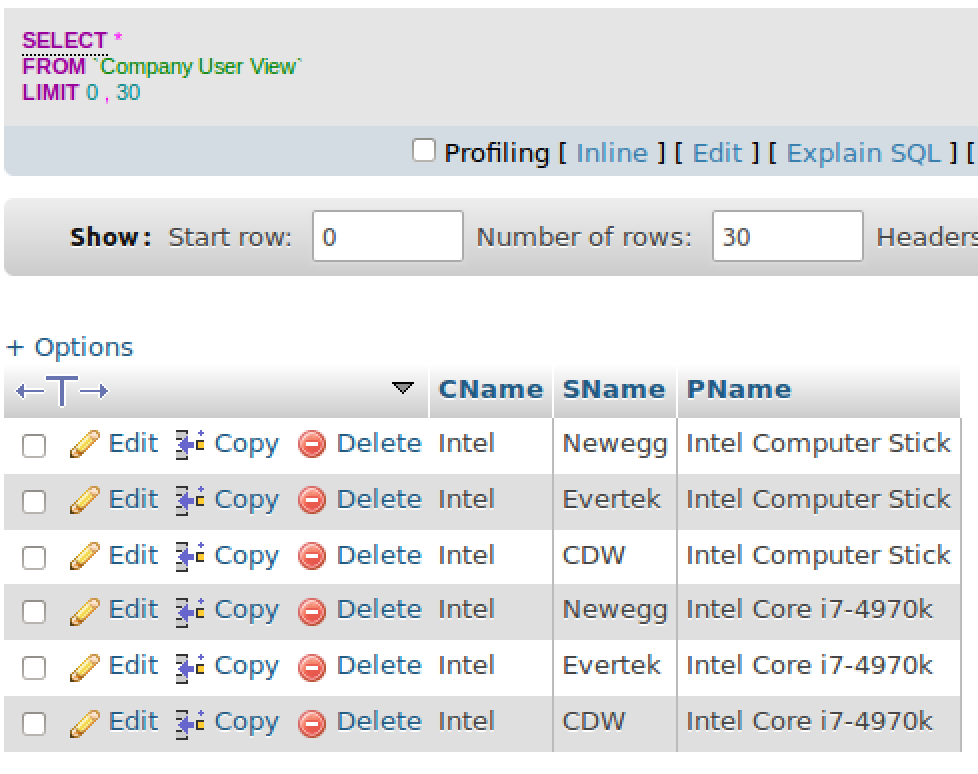 SELECT *
FROM `Company User View`
LIMIT 0 , 30
Profiling [ Inline ] [ Edit ] [ Explain SQL ] [
Show : Start row: 0 Number of rows: 30 Headers
+ Options
←T→ CName SName PName
Edit Copy Delete Intel Newegg Intel Computer Stick
Edit Copy Delete Intel Evertek Intel Computer Stick
Edit Copy Delete Intel CDW Intel Computer Stick
Edit Copy Delete Intel Newegg Intel Core i7-4970k
Edit Copy Delete Intel Evertek Intel Core i7-4970k
Edit Copy Delete Intel CDW Intel Core i7-4970k